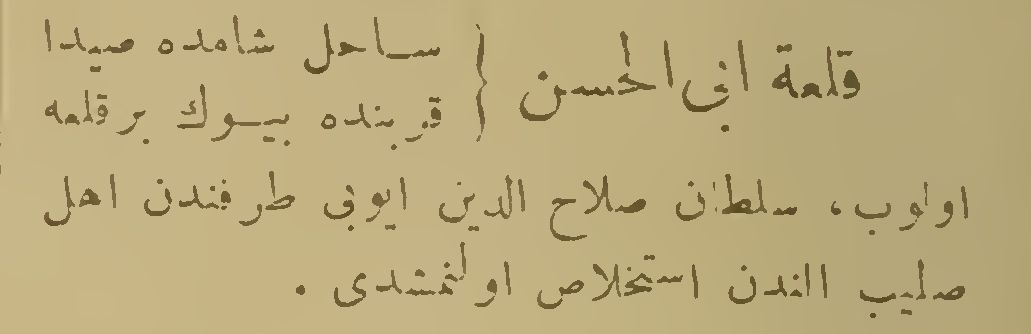 قلعة ابى الحسن } ساحل شامده صيدا
قربنده بيوك بر قلعه
اولوب، سلطان صلاح الدين ايوبى طرفندن اهل
صليب الندن استخلاص اولنمشدى .